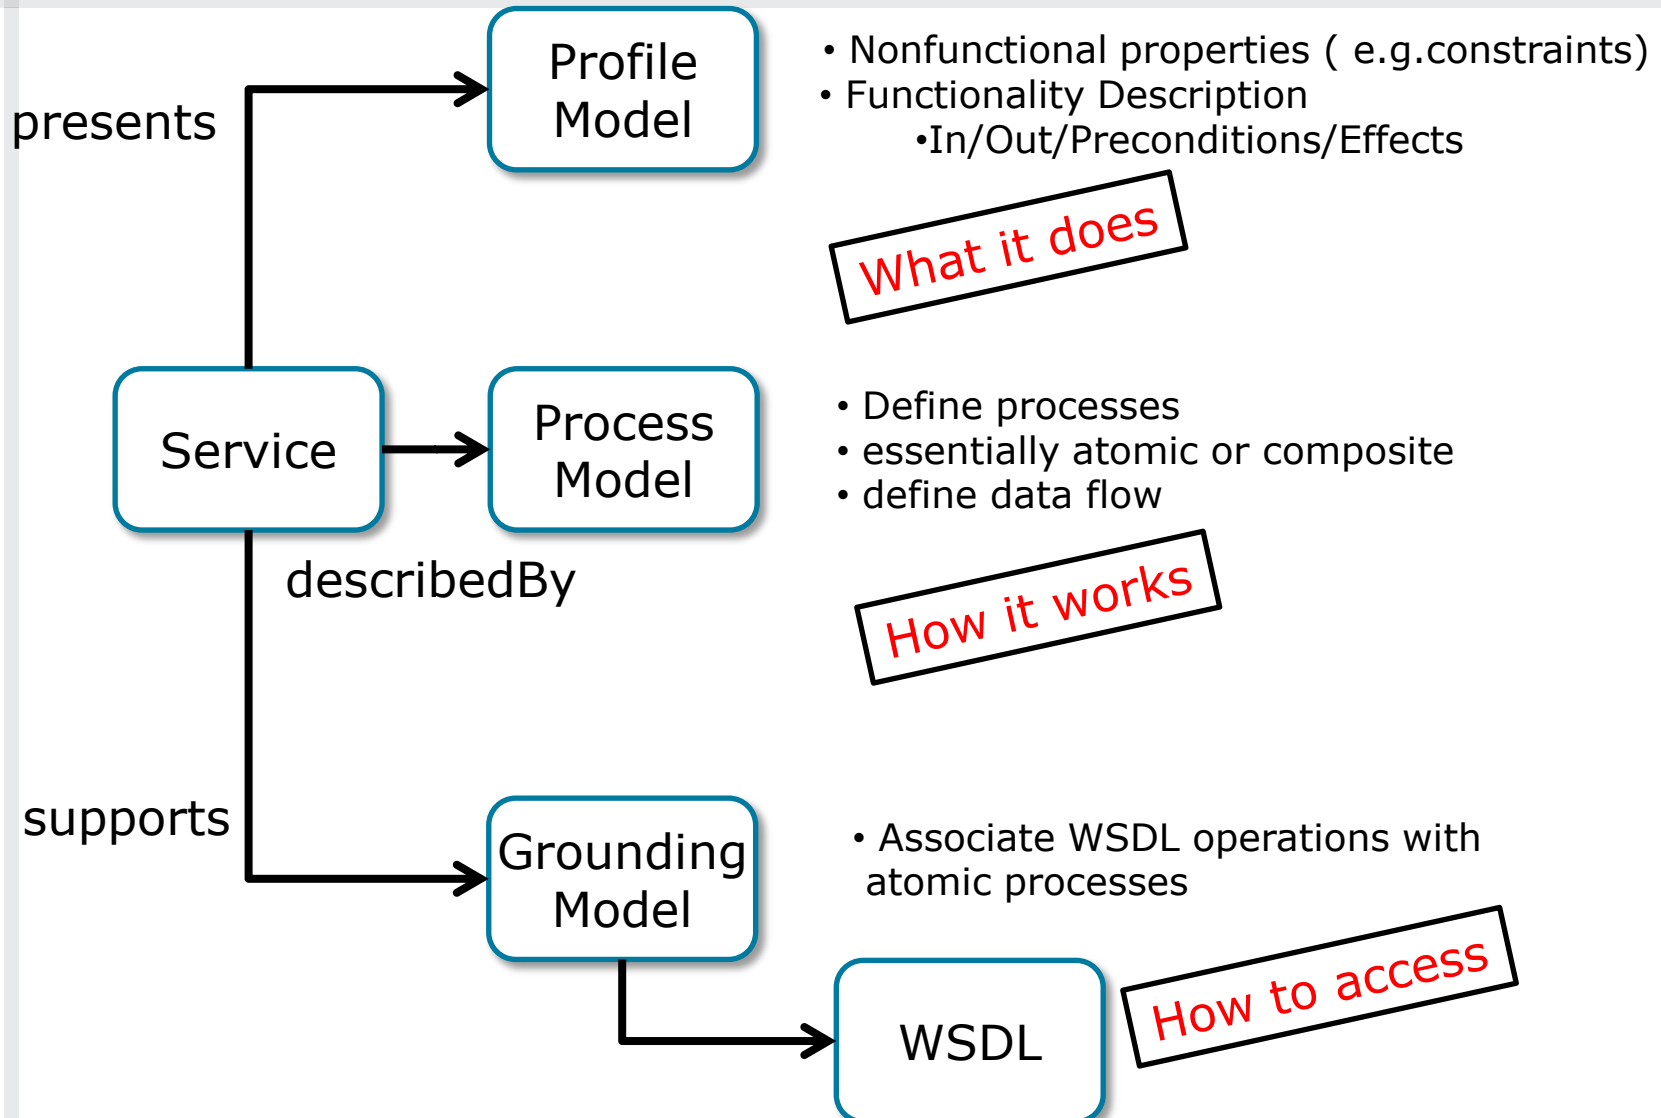 Profile
Model
• Nonfunctional properties ( e.g.constraints)
• Functionality Description
•In/Out/Preconditions/Effects
presents
What it does
Service
Process
Model
• Define processes
• essentially atomic or composite
• define data flow
describedBy
How it works
supports
Grounding
Model
• Associate WSDL operations with
atomic processes
How to access
WSDL